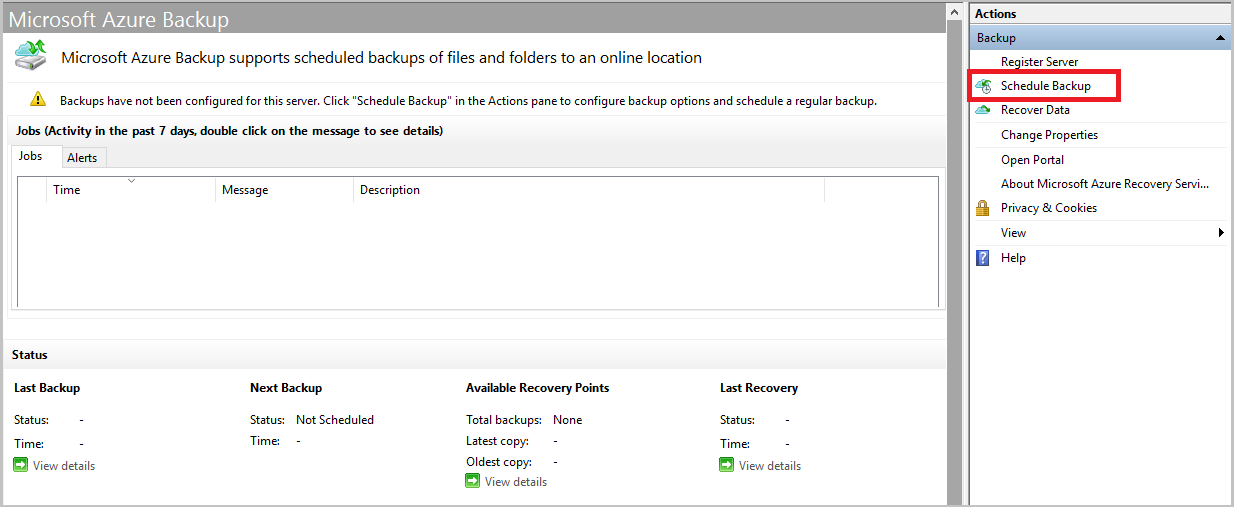 Microsoft Azure Backup
Microsoft Azure Backup supports scheduled backups of files and folders to an online location
Backups have not been configured for this server. Click "Schedule Backup" in the Actions pane to configure backup options and schedule a regular backup.
Jobs (Activity in the past 7 days, double click on the message to see details)
Jobs Alerts
Time Message Description
Status
Last Backup
Status: -
Time: -
View details
Next Backup
Status: Not Scheduled
Time: -
Available Recovery Points
Total backups: None
Latest copy: -
Oldest copy: -
View details
Last Recovery
Status: -
Time: -
View details
Actions
Backup
Register Server
Schedule Backup
Recover Data
Change Properties
Open Portal
About Microsoft Azure Recovery Servi...
Privacy & Cookies
View
? Help